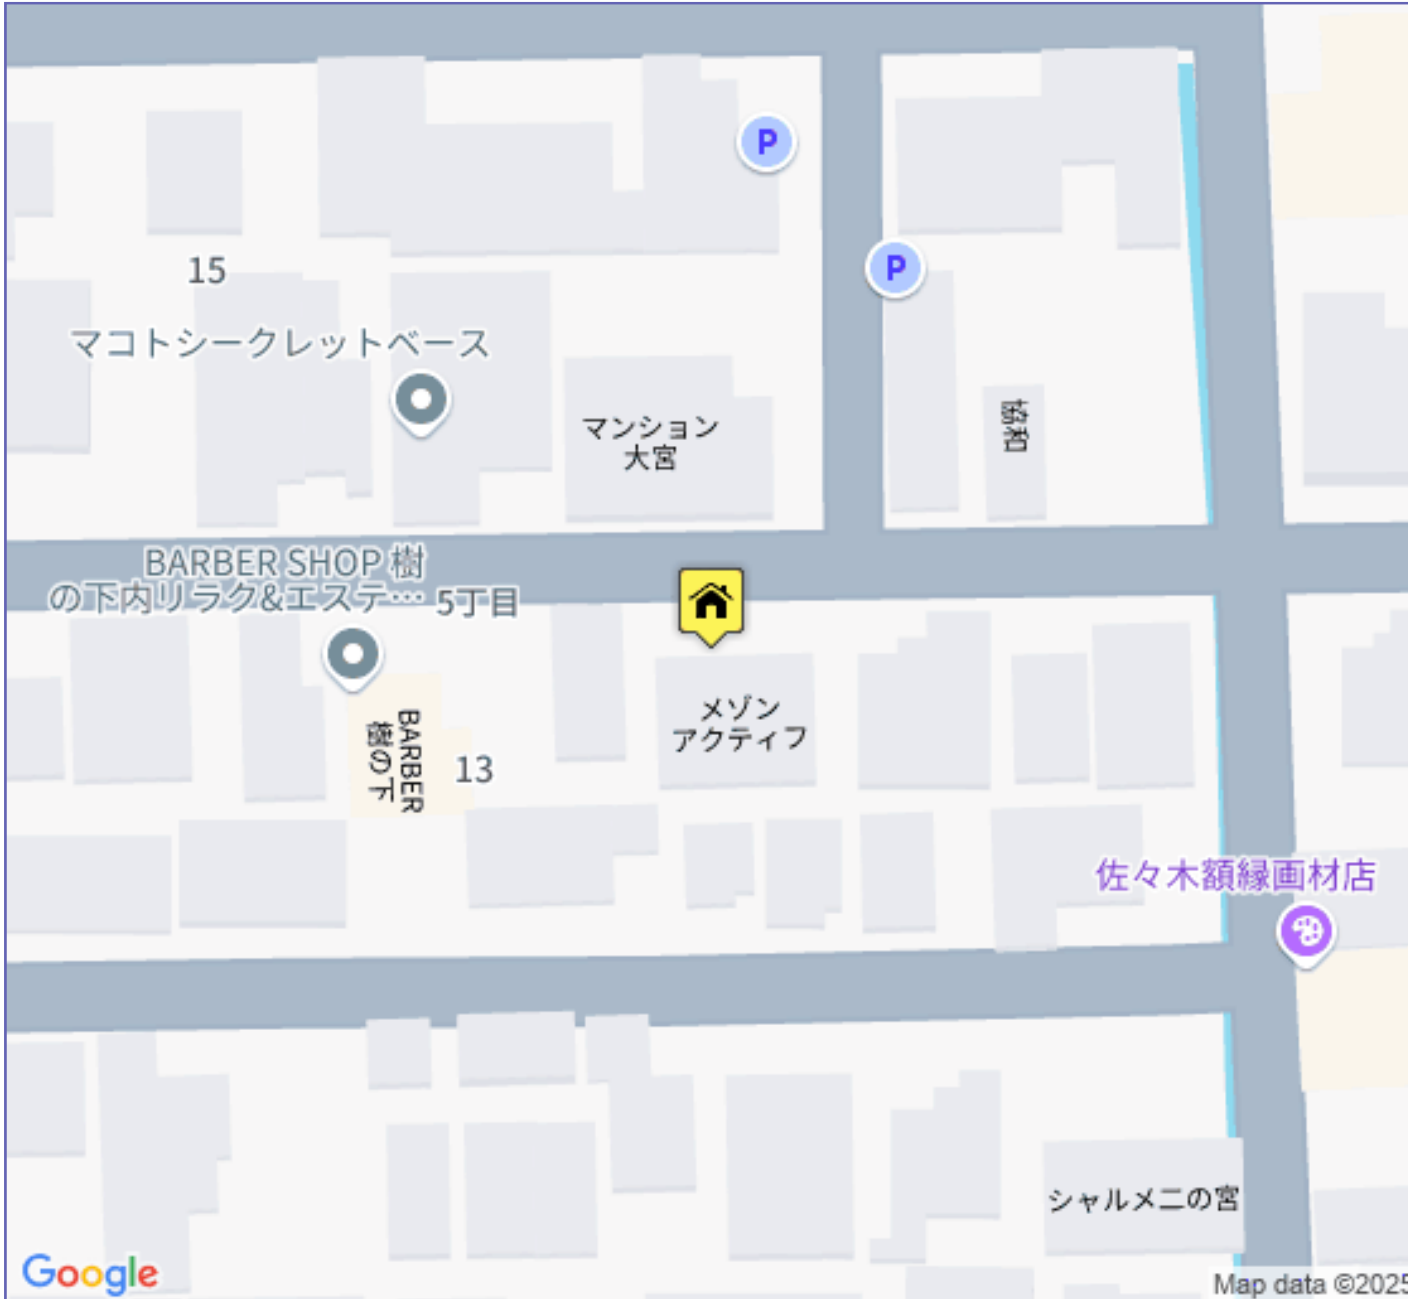 P
P
15
マコトシークレットベース
マンション
大宮
協和
BARBER SHOP 樹
の下内リラク&エステ…
5丁目
メゾン
アクティフ
BARBER
樹の下
13
佐々木額縁画材店
シャルメ二の宮
Google
Map data ©2025